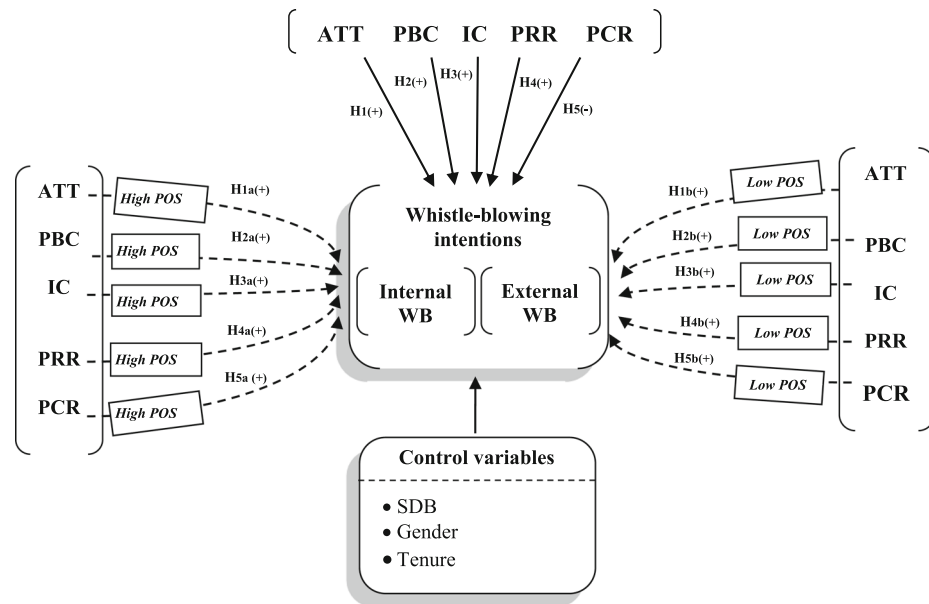 ATT PBC IC PRR PCR
H1(+)
H2(+)
H3(+)
H4(+)
H5(-)
ATT
High POS
H1a(+)
PBC
High POS
H2a(+)
IC
High POS
H3a(+)
PRR
High POS
H4a(+)
PCR
High POS
H5a (+)
Whistle-blowing
intentions
Internal
WB
External
WB
H1b(+)
Low POS
ATT
H2b(+)
Low POS
PBC
H3b(+)
Low POS
IC
H4b(+)
Low POS
PRR
H5b(+)
Low POS
PCR
Control variables
• SDB
• Gender
• Tenure